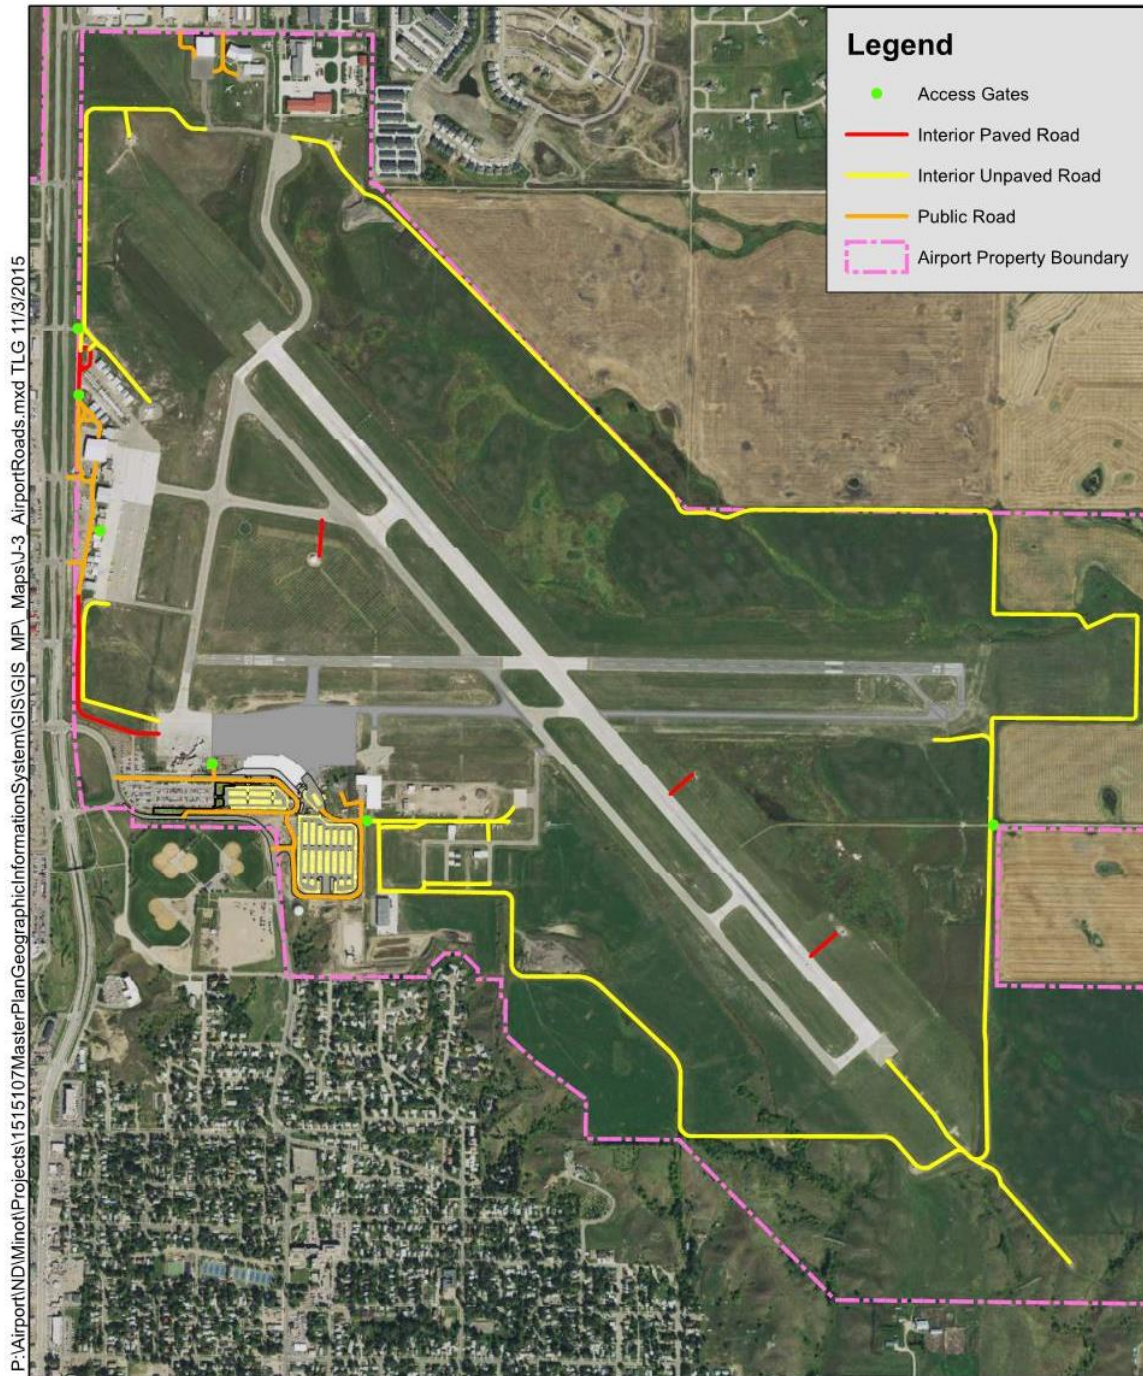 Legend
Access Gates
Interior Paved Road
Interior Unpaved Road
Public Road
Airport Property Boundary
P:\Airport\ND\Minot\Projects\1515107MasterPlanGeographicInformationSystem\GIS\GIS_MP\_Maps\J-3_AirportRoads.mxd TLG 11/3/2015